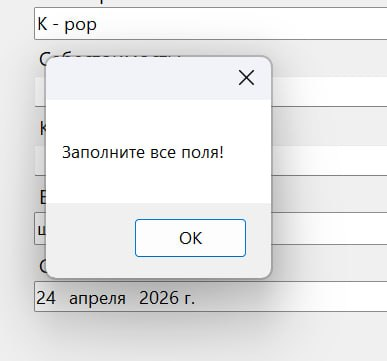 K - pop
Заполните все поля!
OK
24 апреля 2026 г.